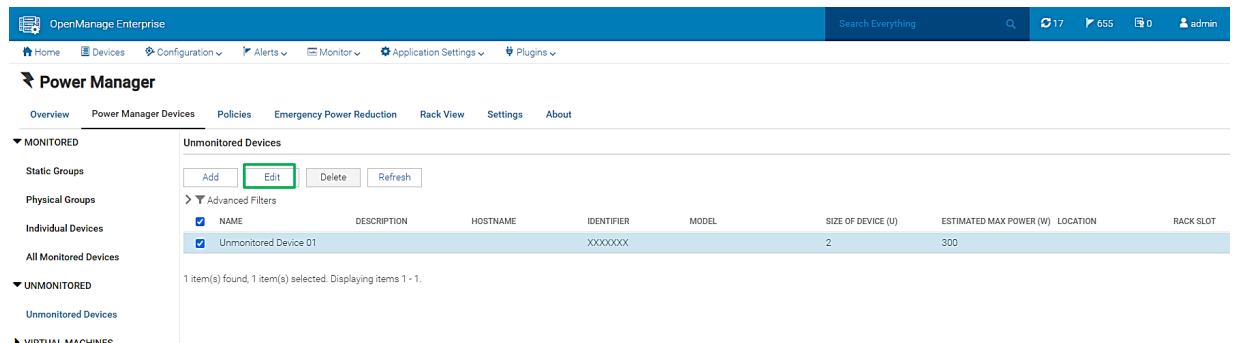 OpenManage Enterprise
Search Everything 17 655 0 admin
Home Devices Configuration Alerts Monitor Application Settings Plugins
Power Manager
Overview Power Manager Devices Policies Emergency Power Reduction Rack View Settings About
MONITORED
Static Groups
Physical Groups
Individual Devices
All Monitored Devices
UNMONITORED
Unmonitored Devices
VIRTUAL MACHINES
Unmonitored Devices
Add Edit Delete Refresh
Advanced Filters
NAME DESCRIPTION HOSTNAME IDENTIFIER MODEL SIZE OF DEVICE (U) ESTIMATED MAX POWER (W) LOCATION RACK SLOT
Unmonitored Device 01 XXXXXXX 2 300
1 item(s) found, 1 item(s) selected. Displaying items 1 - 1.